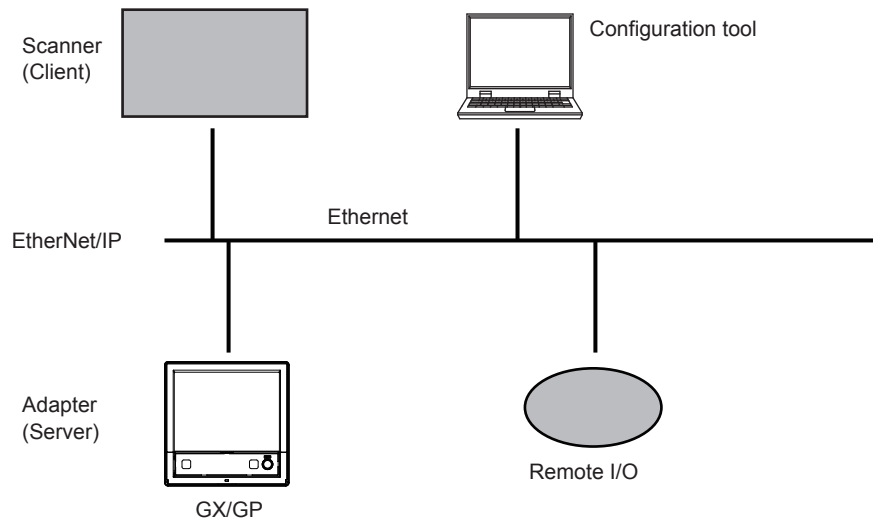 Scanner
(Client)
Configuration tool
Ethernet
EtherNet/IP
Adapter
(Server)
Remote I/O
GX/GP